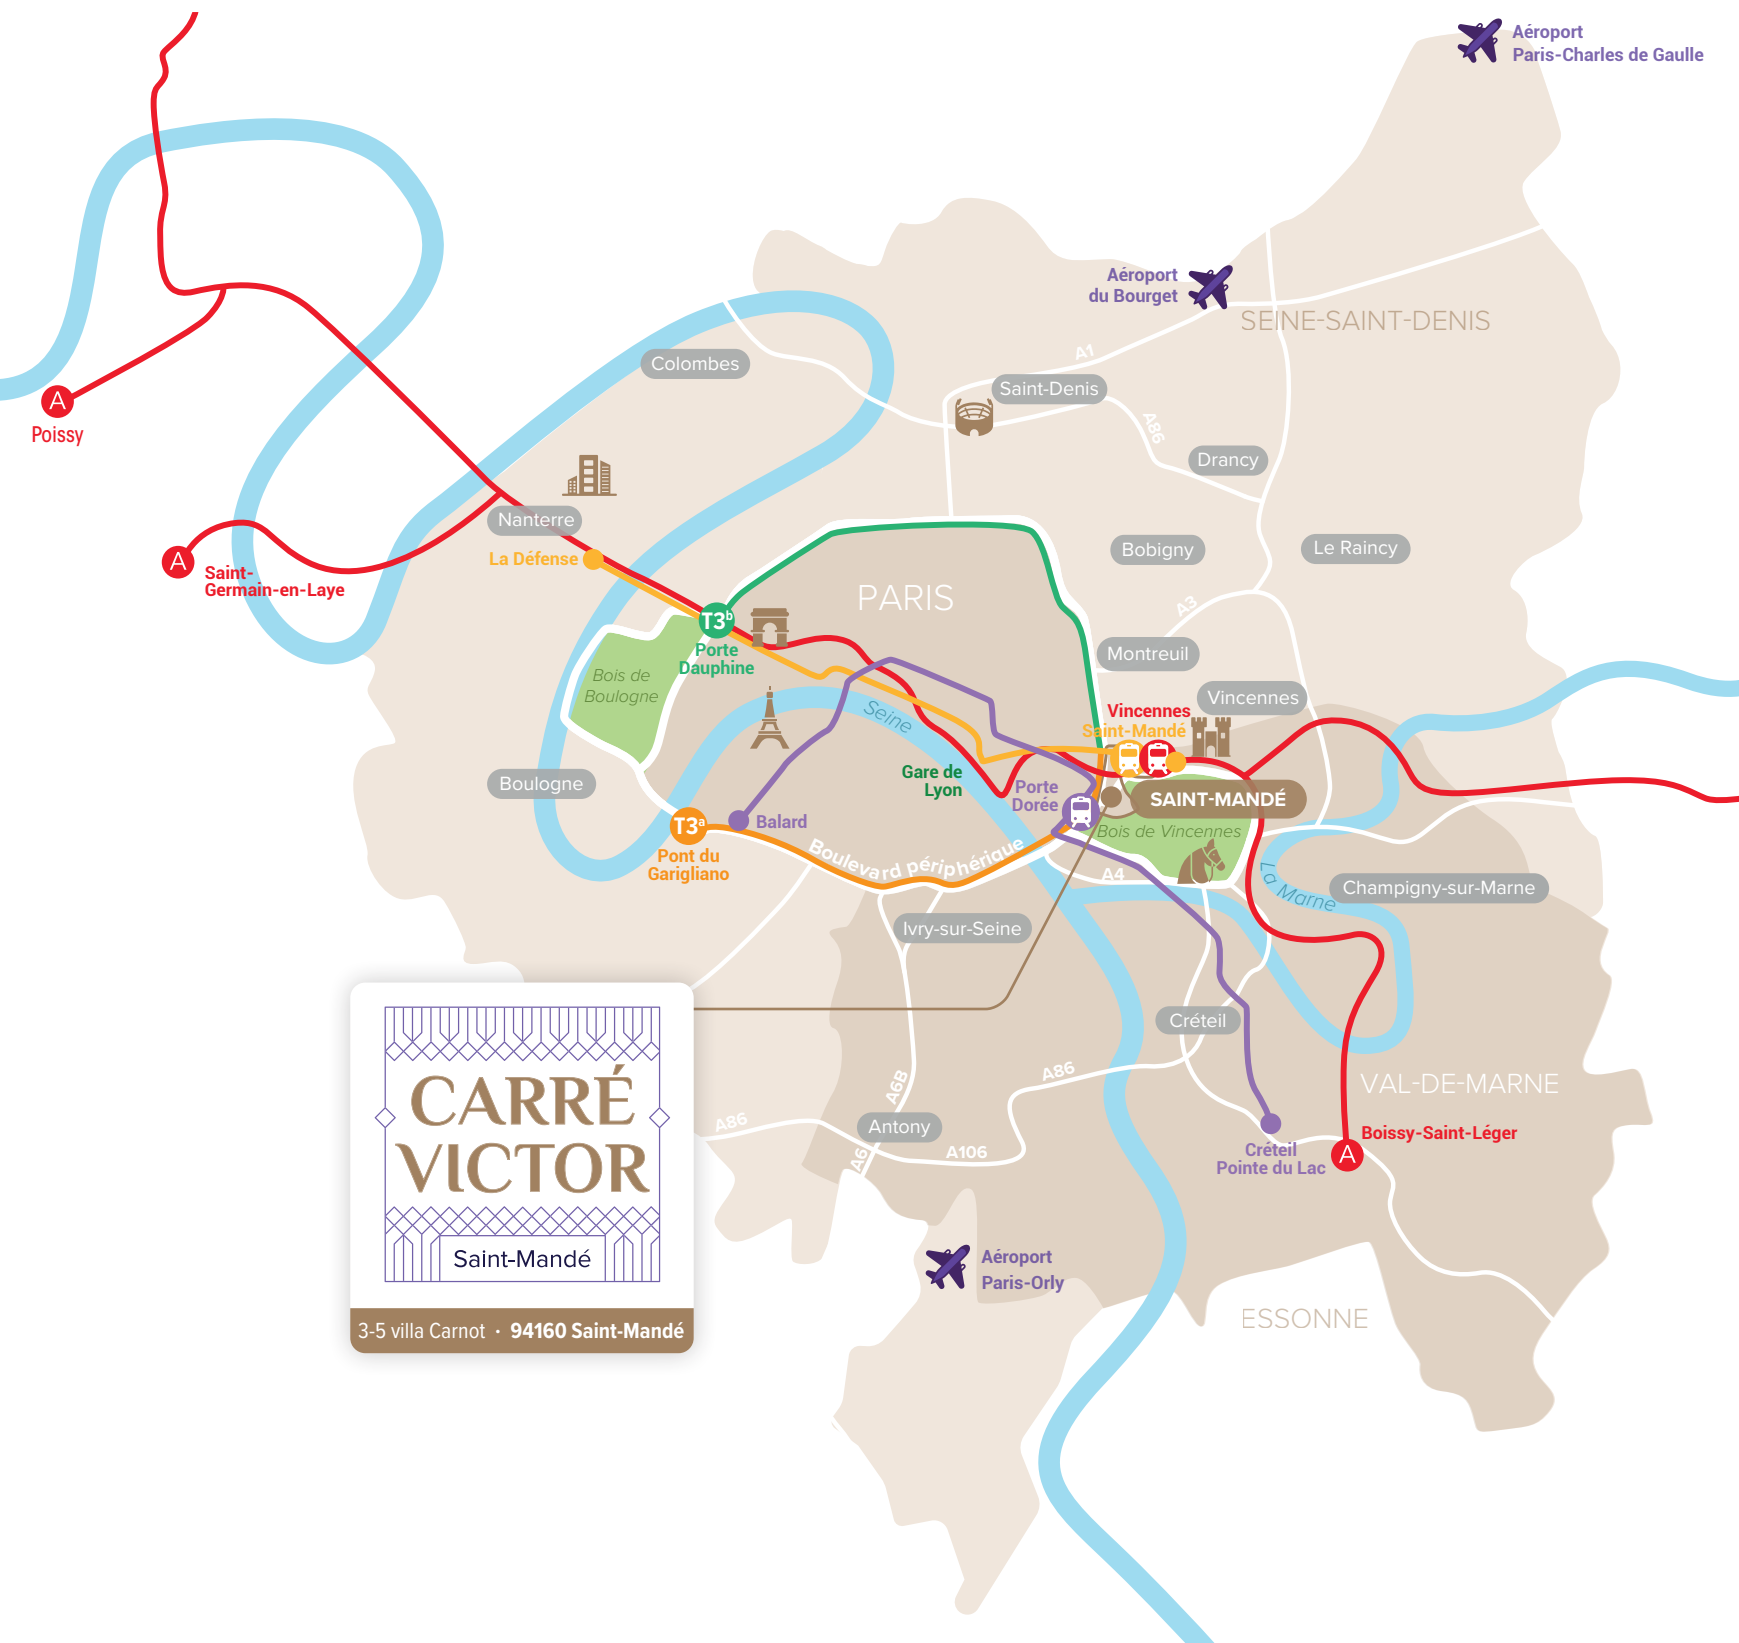 Aéroport
Paris-Charles de Gaulle
Aéroport
du Bourget
SEINE-SAINT-DENIS
A1
Colombes
Saint-Denis
A86
Drancy
A
Poissy
Nanterre
La Défense
A
Saint-
Germain-en-Laye
Bobigny
Le Raincy
PARIS
A3
T3b
Porte
Dauphine
Bois de
Boulogne
Montreuil
Vincennes
Seine
Vincennes
Saint-Mandé
Gare de
Lyon
Porte
Dorée
SAINT-MANDÉ
Boulogne
T3a
Balard
Pont du
Garigliano
Boulevard périphérique
Bois de Vincennes
A4
La Marne
Champigny-sur-Marne
Ivry-sur-Seine
Créteil
A86
A6B
VAL-DE-MARNE
A86
Antony
A106
A6
Boissy-Saint-Léger
A
Créteil
Pointe du Lac
CARRÉ
VICTOR
Saint-Mandé
3-5 villa Carnot · 94160 Saint-Mandé
Aéroport
Paris-Orly
ESSONNE